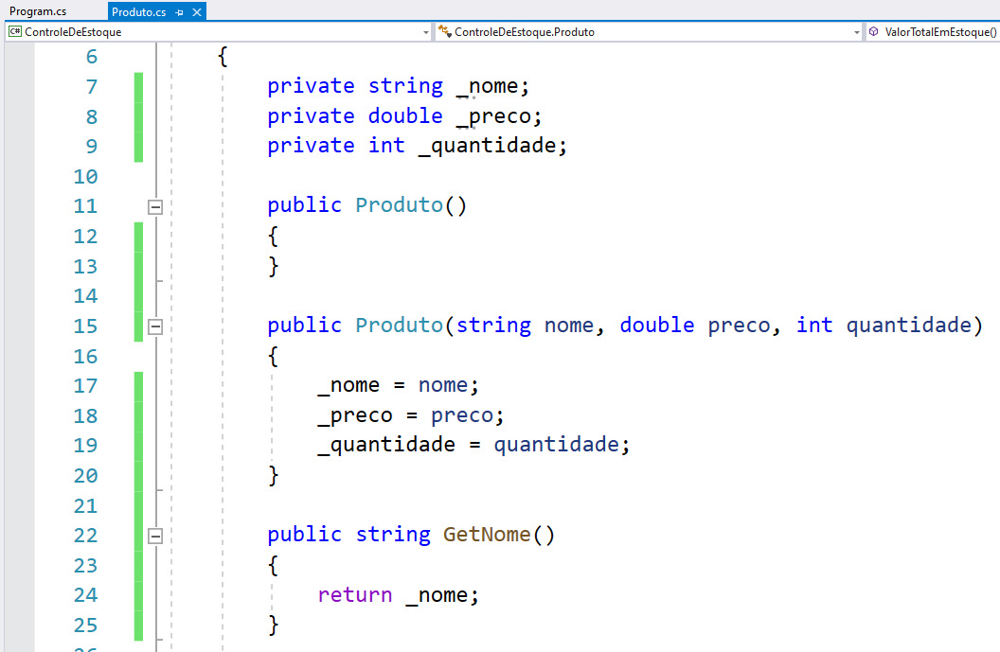 Program.cs Produto.cs
C# ControleDeEstoque ControleDeEstoque.Produto ValorTotalEmEstoque()
6 {
7 private string _nome;
8 private double _preco;
9 private int _quantidade;
10
11 public Produto()
12 {
13 }
14
15 public Produto(string nome, double preco, int quantidade)
16 {
17 _nome = nome;
18 _preco = preco;
19 _quantidade = quantidade;
20 }
21
22 public string GetNome()
23 {
24 return _nome;
25 }
26